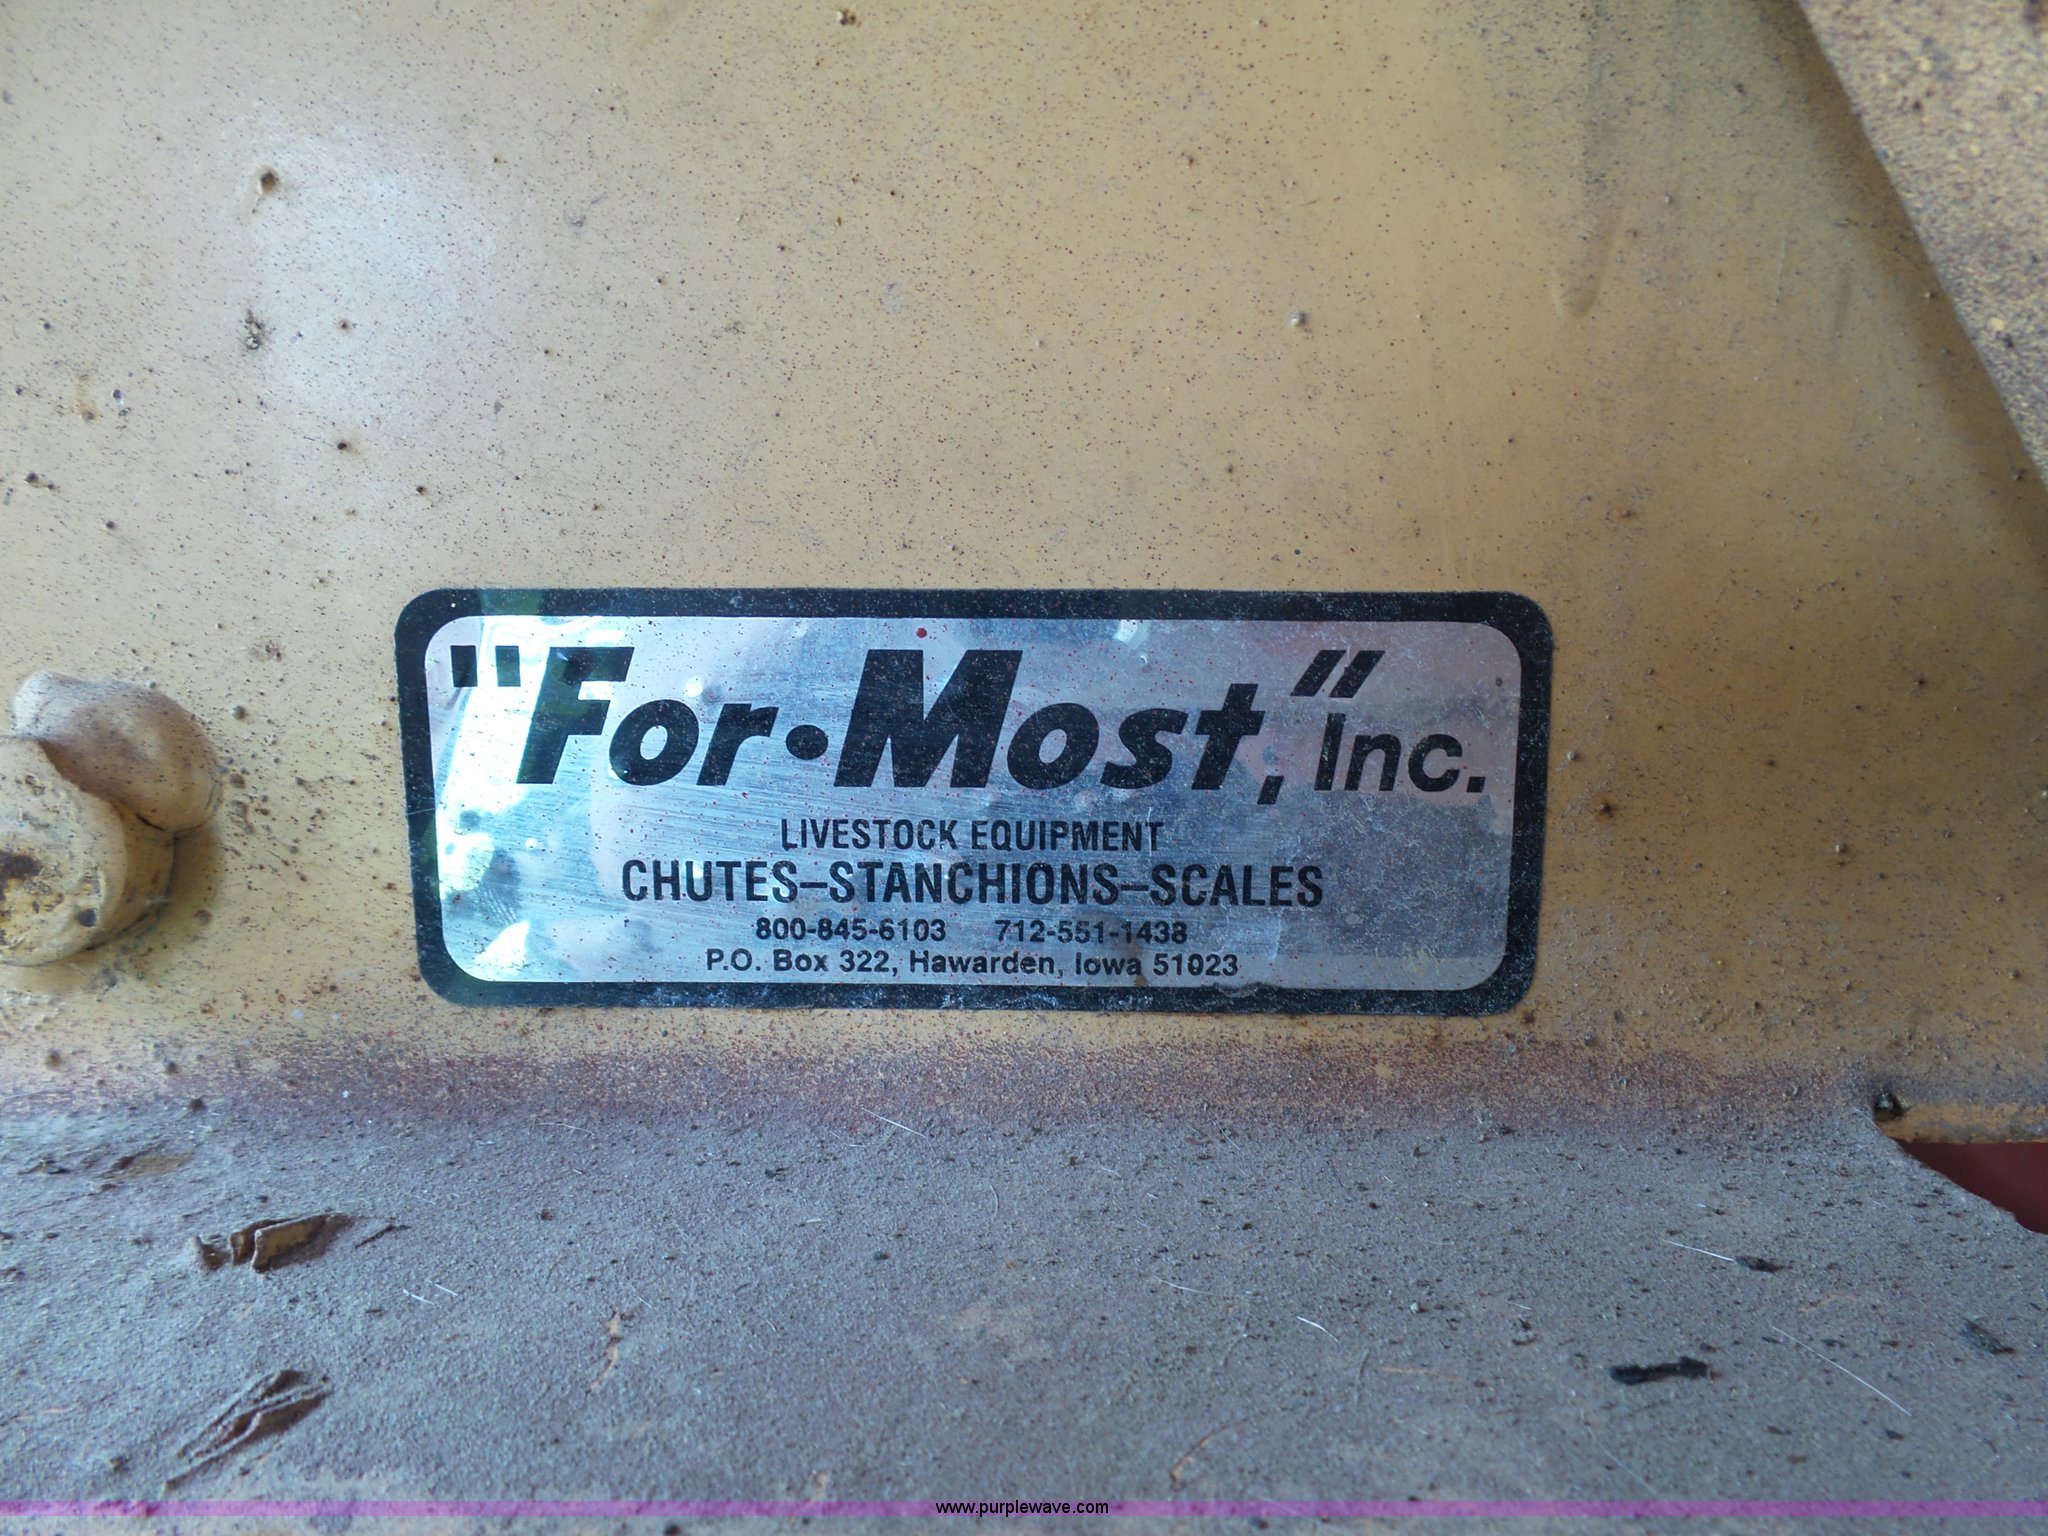 "For•Most," Inc.
LIVESTOCK EQUIPMENT
CHUTES–STANCHIONS–SCALES
800-845-6103 712-551-1438
P.O. Box 322, Hawarden, Iowa 51023
www.purplewave.com